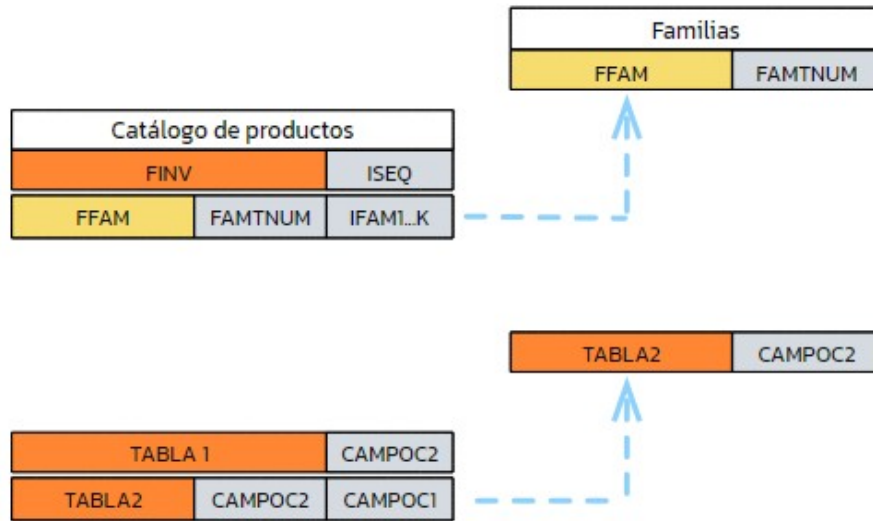 Familias
FFAM FAMTNUM
Catálogo de productos
FINV ISEQ
FFAM FAMTNUM IFAM1...K
TABLA2 CAMPOC2
TABLA 1 CAMPOC2
TABLA2 CAMPOC2 CAMPOC1